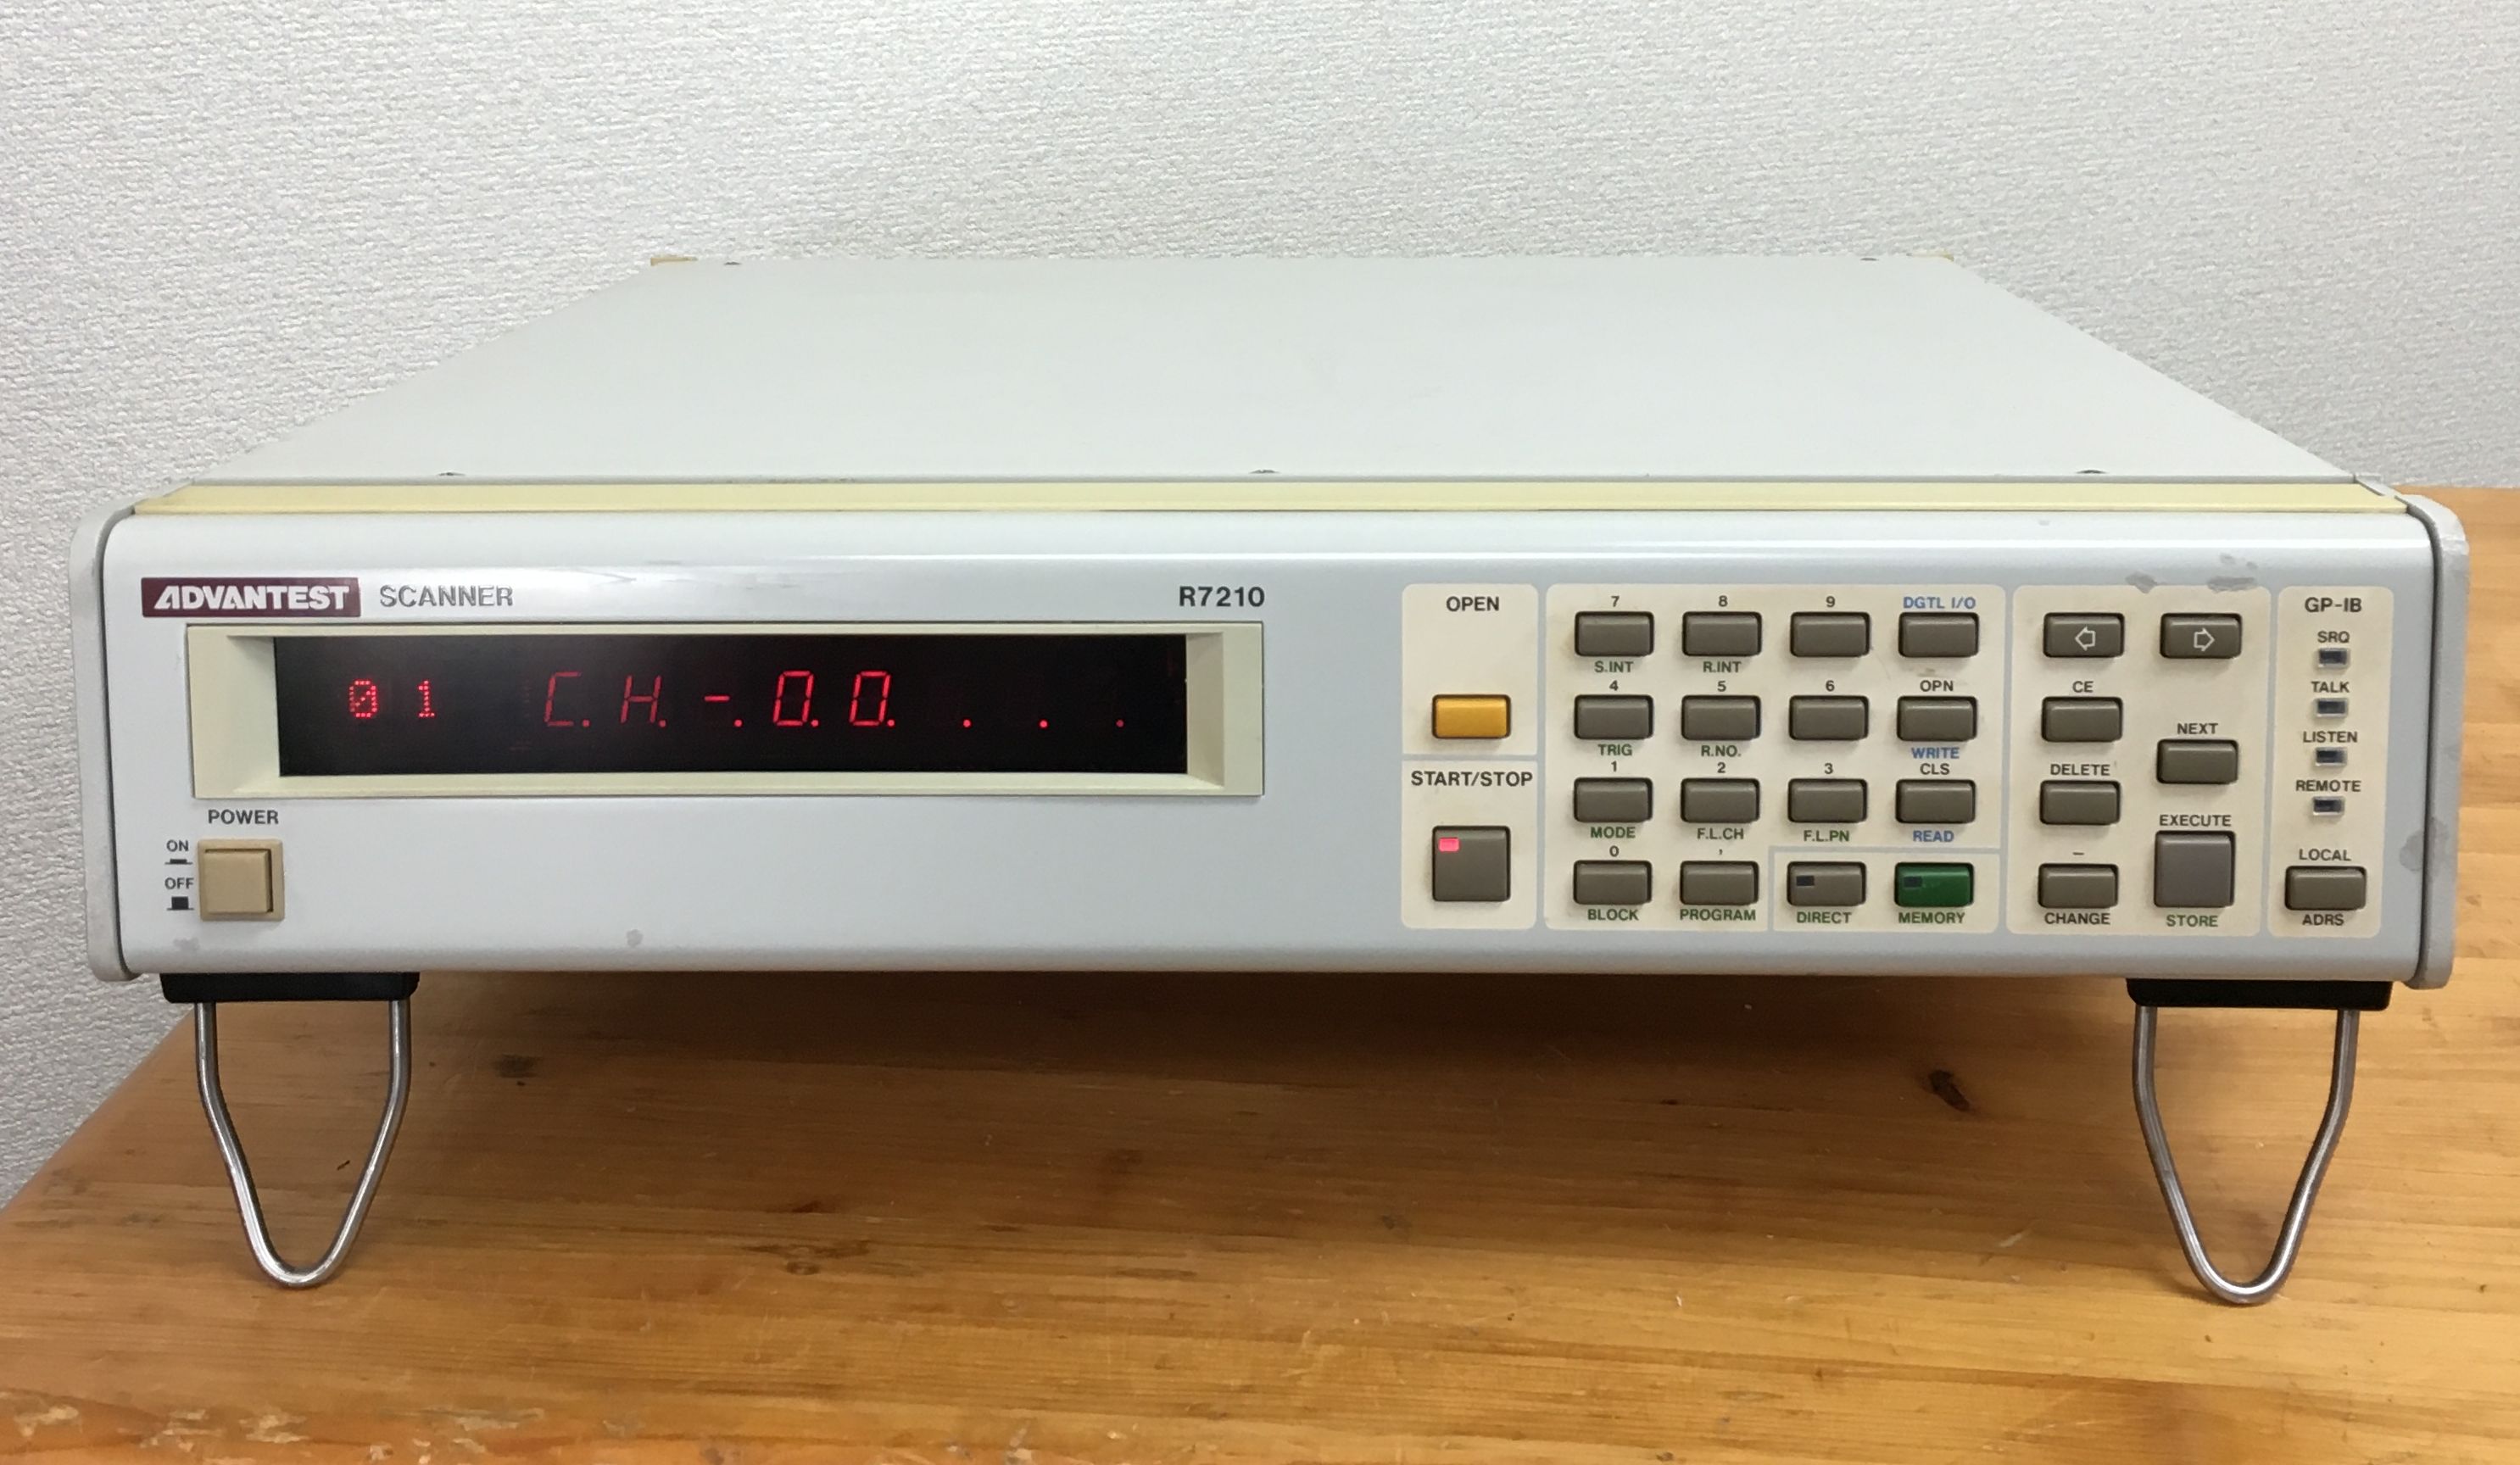 ADVANTEST SCANNER R7210
01 C.H.-.0.0. . . .
POWER
ON
OFF
OPEN
START/STOP
7 8 9 DGTL I/O
S.INT R.INT
4 5 6 OPN
TRIG R.NO. WRITE
1 2 3 CLS
MODE F.L.CH F.L.PN READ
0 ,
BLOCK PROGRAM DIRECT MEMORY
CE
NEXT
DELETE
EXECUTE
–
CHANGE STORE
GP-IB
SRQ
TALK
LISTEN
REMOTE
LOCAL
ADRS